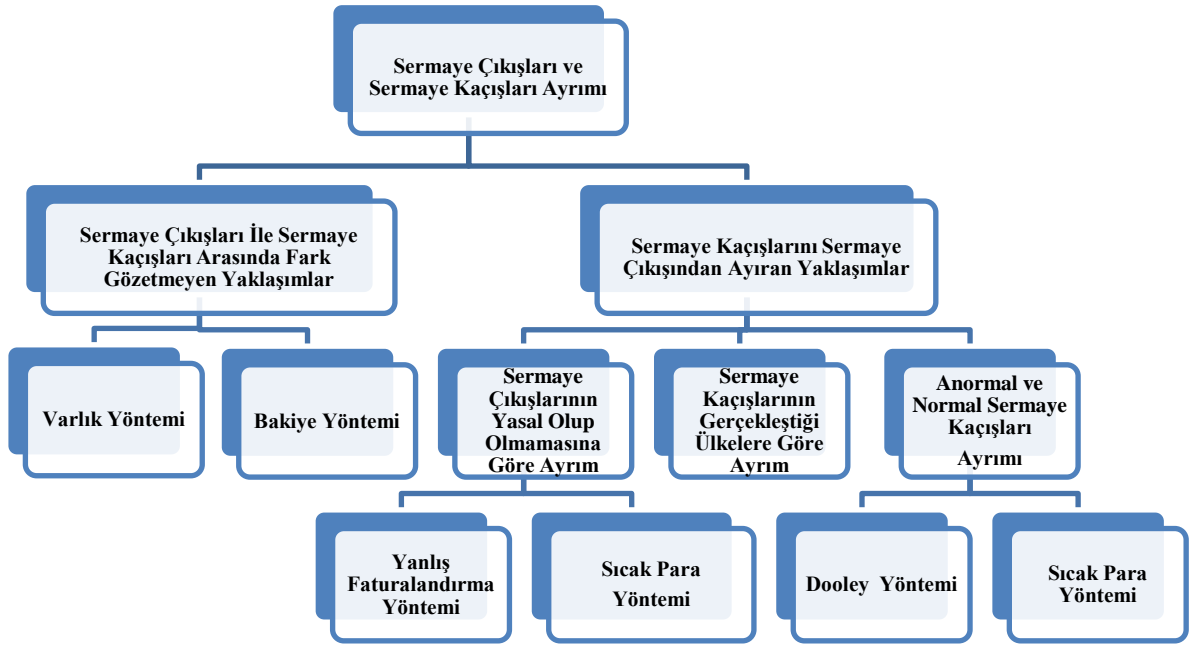 Sermaye Çıkışları ve
Sermaye Kaçışları Ayrımı
Sermaye Çıkışları İle Sermaye
Kaçışları Arasında Fark
Gözetmeyen Yaklaşımlar
Sermaye Kaçışlarını Sermaye
Çıkışından Ayıran Yaklaşımlar
Varlık Yöntemi
Bakiye Yöntemi
Sermaye
Çıkışlarının
Yasal Olup
Olmamasına
Göre Ayrım
Sermaye
Kaçışlarının
Gerçekleştiği
Ülkelere Göre
Ayrım
Anormal ve
Normal Sermaye
Kaçışları
Ayrımı
Yanlış
Faturalandırma
Yöntemi
Sıcak Para
Yöntemi
Dooley Yöntemi
Sıcak Para
Yöntemi